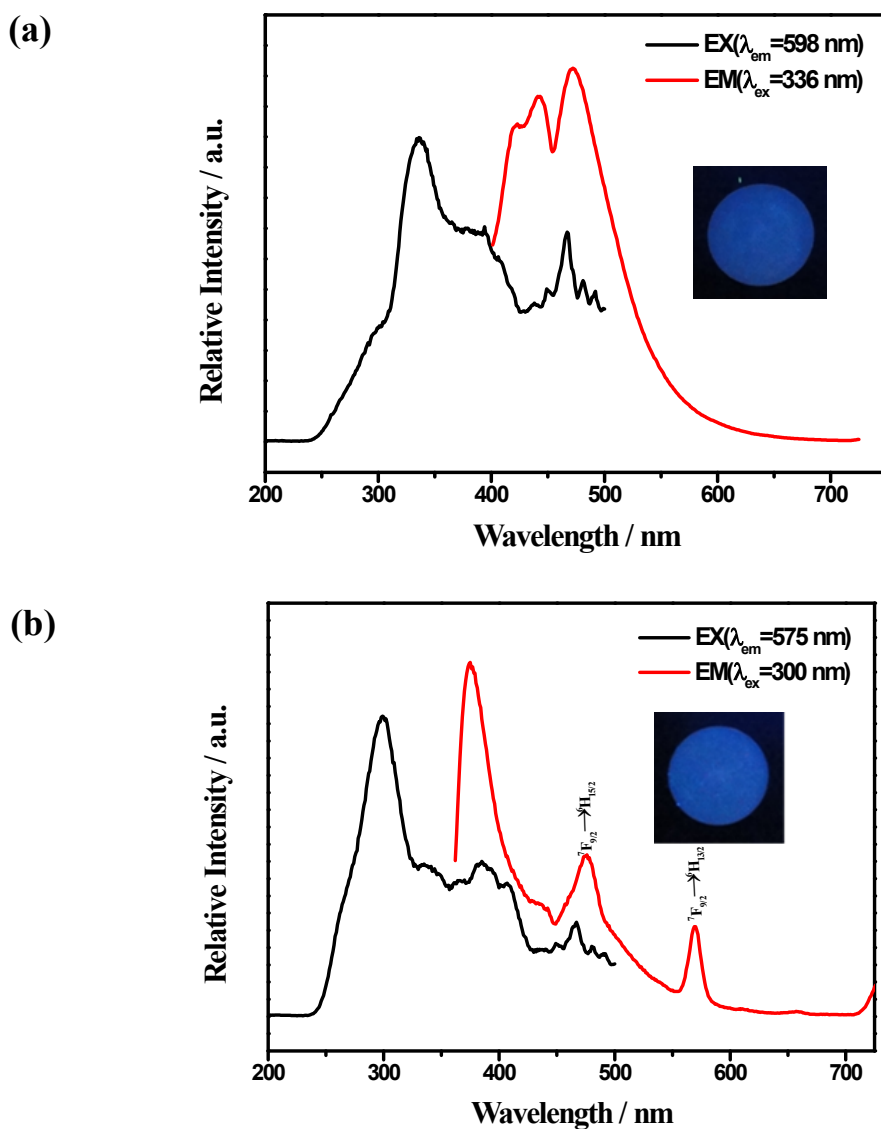 (a)
EX(λem=598 nm)
EM(λex=336 nm)
Relative Intensity / a.u.
200 300 400 500 600 700
Wavelength / nm
(b)
EX(λem=575 nm)
EM(λex=300 nm)
⁷F9/2→⁶H15/2
⁷F9/2→⁶H13/2
Relative Intensity / a.u.
200 300 400 500 600 700
Wavelength / nm